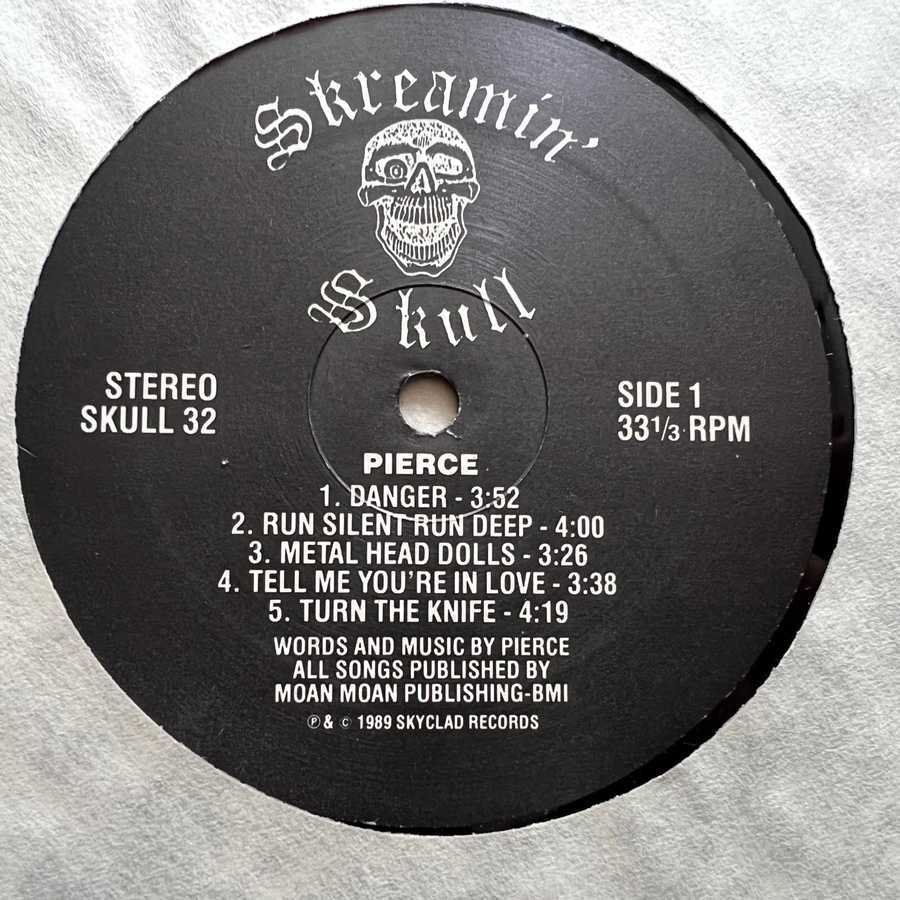 Skreamin'
Skull
STEREO
SKULL 32
SIDE 1
33 1/3 RPM
PIERCE
1. DANGER - 3:52
2. RUN SILENT RUN DEEP - 4:00
3. METAL HEAD DOLLS - 3:26
4. TELL ME YOU'RE IN LOVE - 3:38
5. TURN THE KNIFE - 4:19
WORDS AND MUSIC BY PIERCE
ALL SONGS PUBLISHED BY
MOAN MOAN PUBLISHING-BMI
℗ & © 1989 SKYCLAD RECORDS